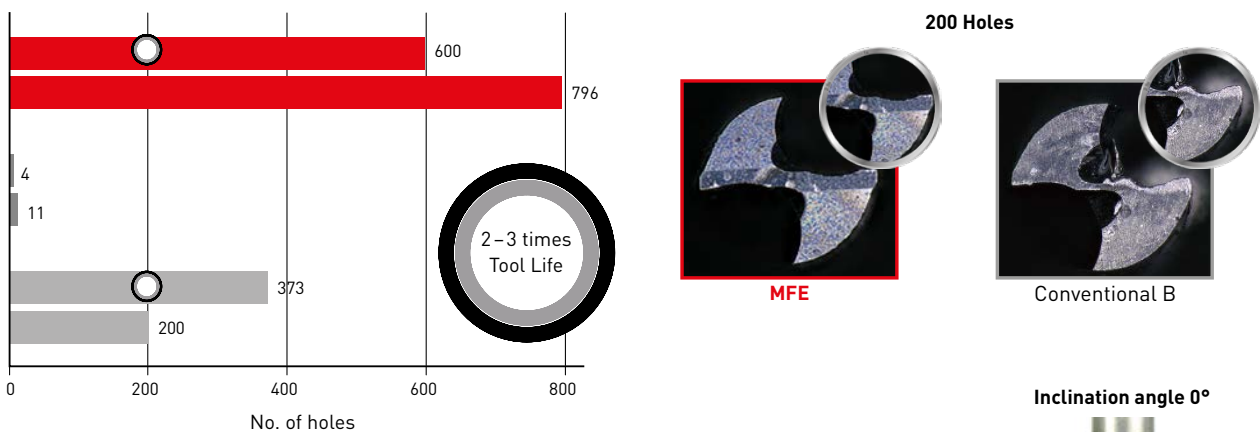 600
796
4
11
373
200
2–3 times
Tool Life
0 200 400 600 800
No. of holes
200 Holes
MFE
Conventional B
Inclination angle 0°